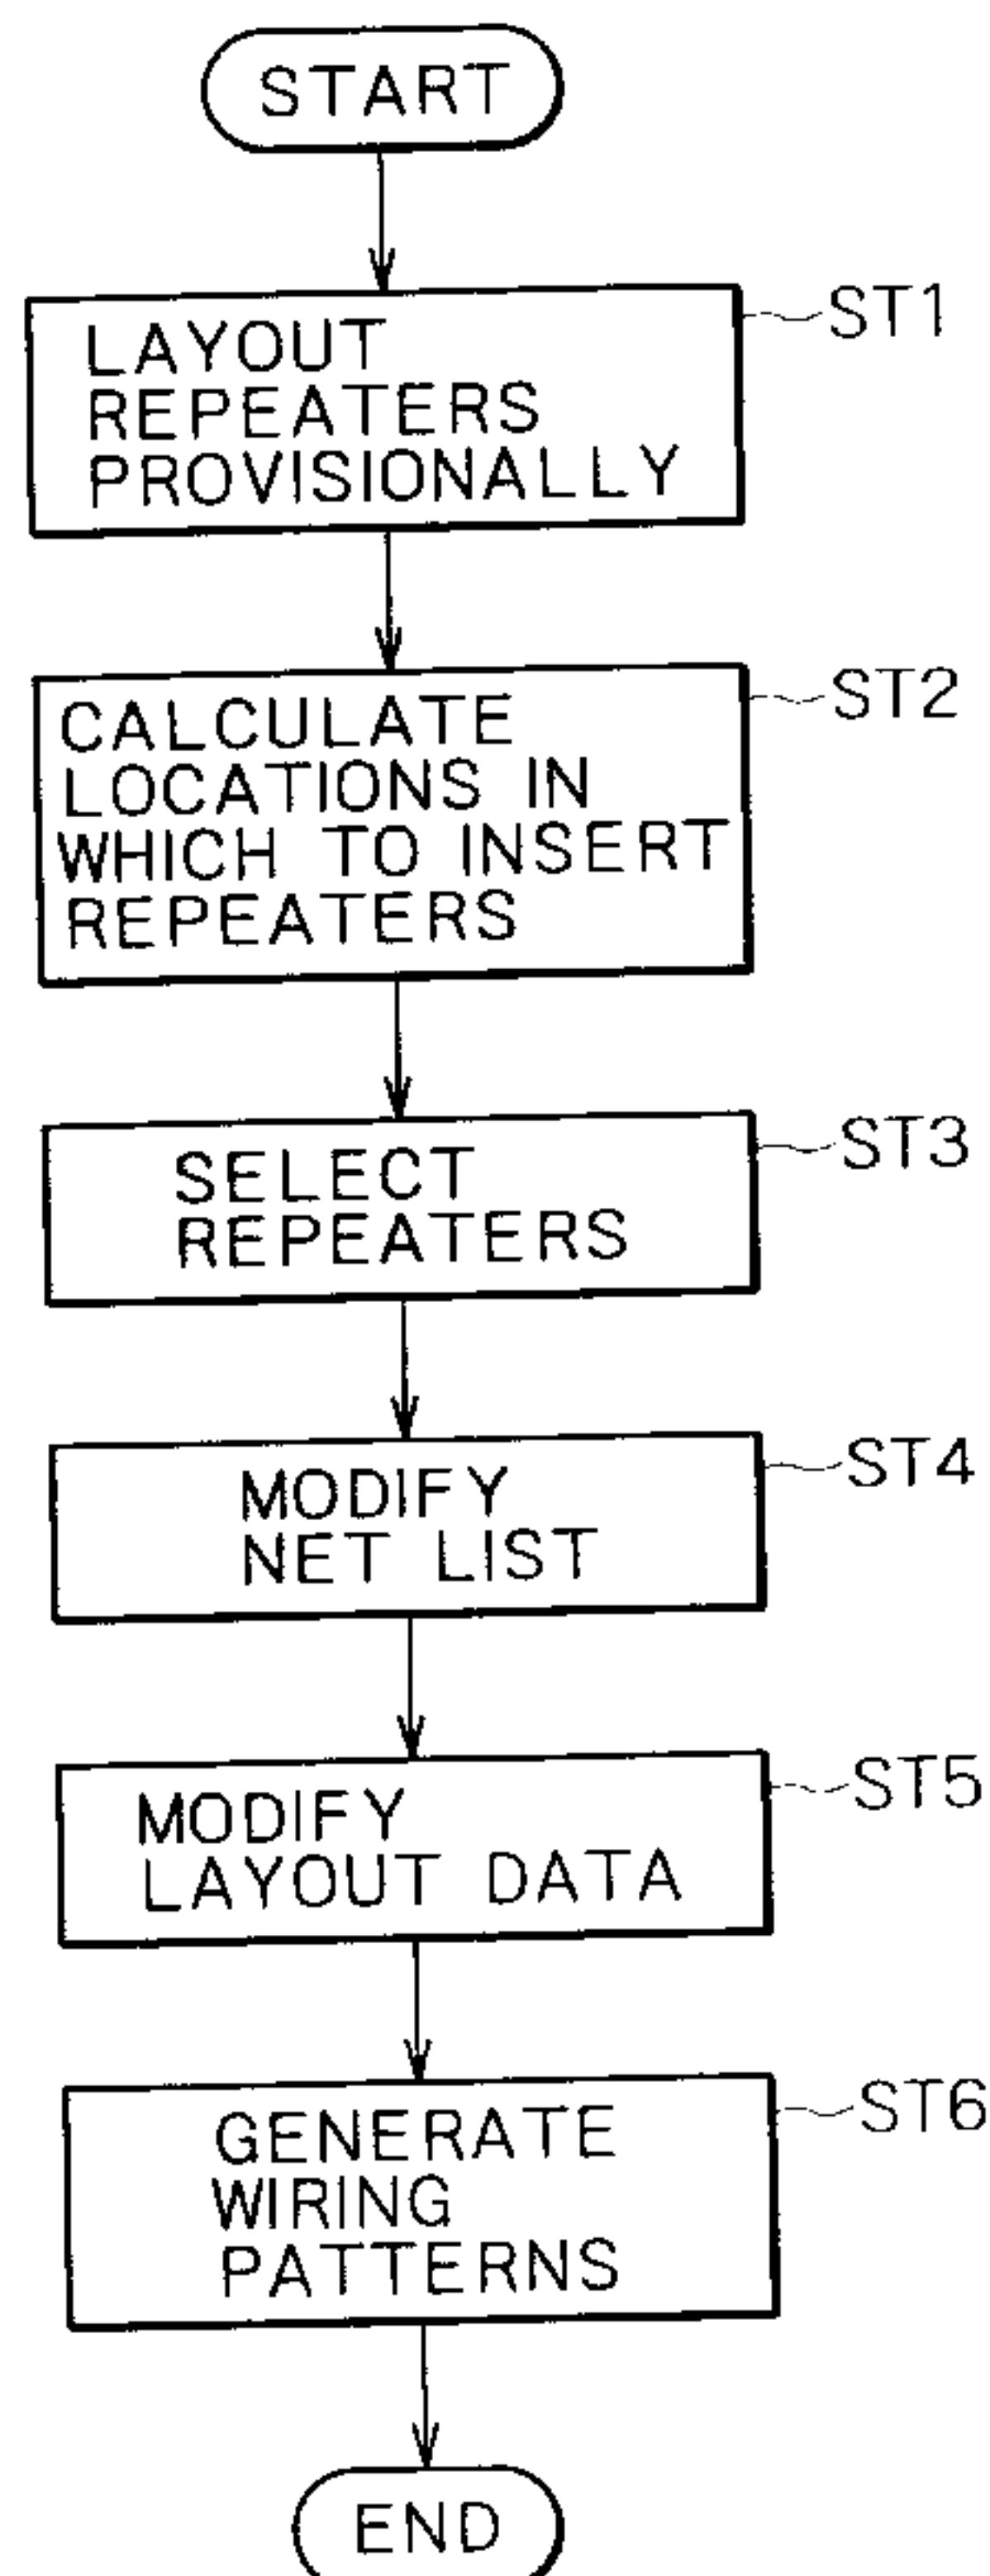 START
LAYOUT
REPEATERS
PROVISIONALLY
ST1
CALCULATE
LOCATIONS IN
WHICH TO INSERT
REPEATERS
ST2
SELECT
REPEATERS
ST3
MODIFY
NET LIST
ST4
MODIFY
LAYOUT DATA
ST5
GENERATE
WIRING
PATTERNS
ST6
END